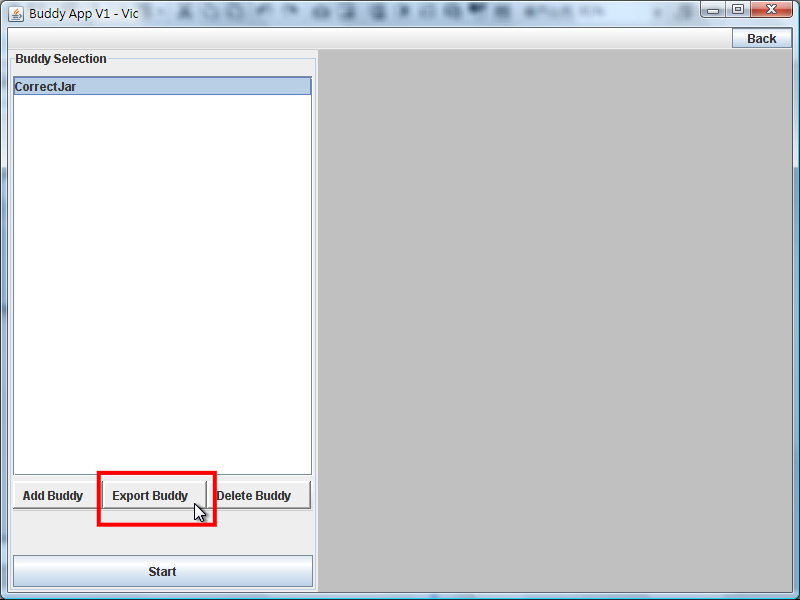 Buddy App V1 - Vic
Back
Buddy Selection
CorrectJar
Add Buddy
Export Buddy
Delete Buddy
Start